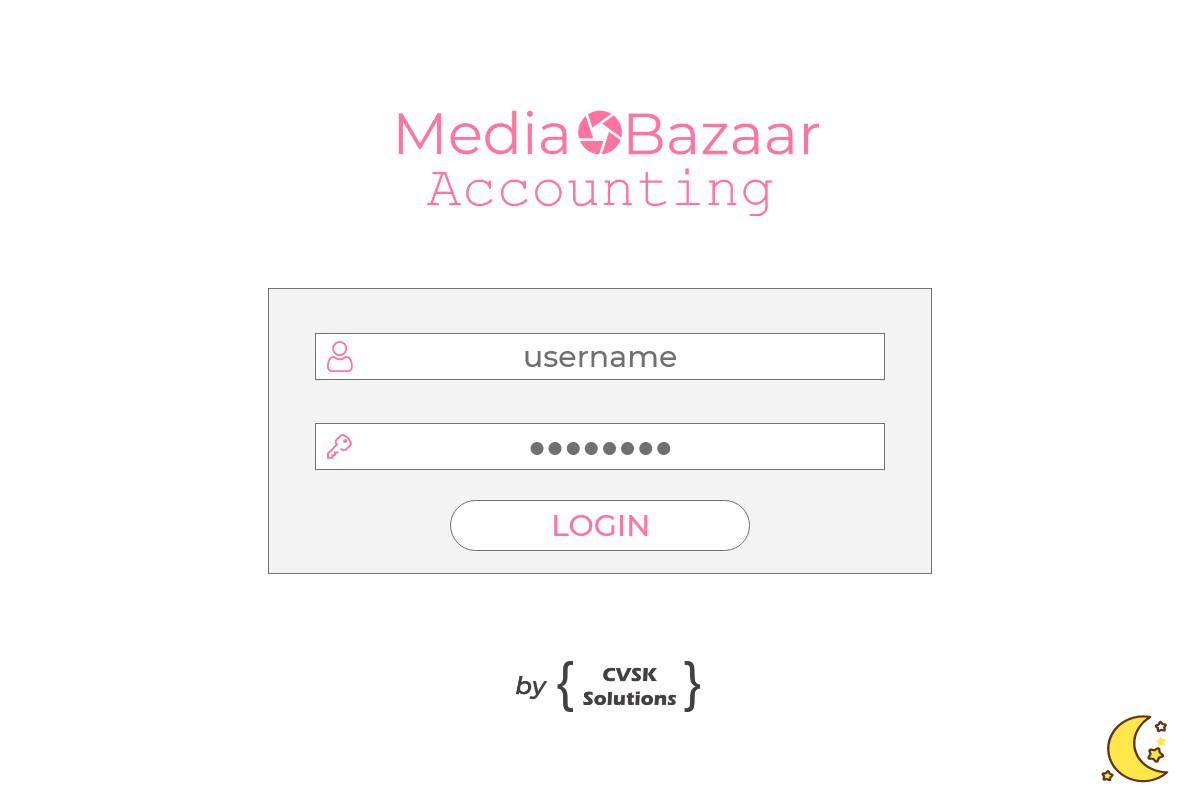 Media Bazaar
Accounting
username
••••••••
LOGIN
by { CVSK
Solutions }